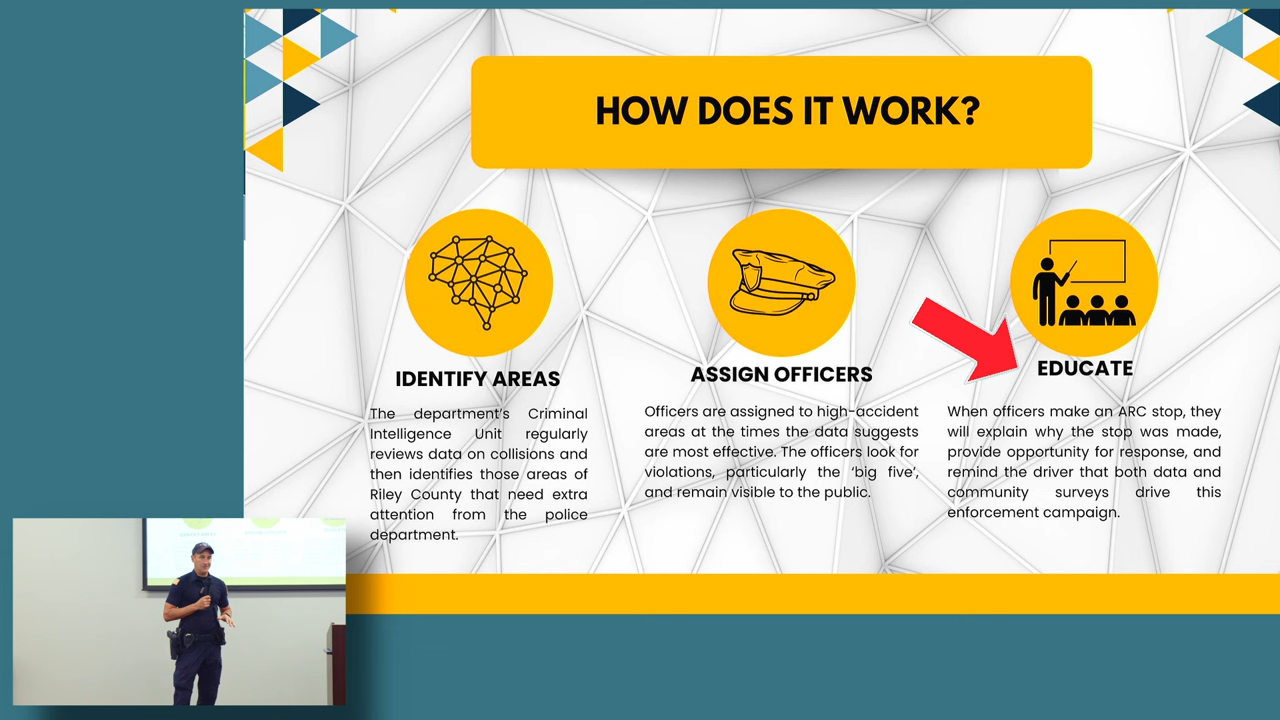 HOW DOES IT WORK?
IDENTIFY AREAS
The department's Criminal
Intelligence Unit regularly
reviews data on collisions and
then identifies those areas of
Riley County that need extra
attention from the police
department.
ASSIGN OFFICERS
Officers are assigned to high-accident
areas at the times the data suggests
are most effective. The officers look for
violations, particularly the 'big five',
and remain visible to the public.
EDUCATE
When officers make an ARC stop, they
will explain why the stop was made,
provide opportunity for response, and
remind the driver that both data and
community surveys drive this
enforcement campaign.